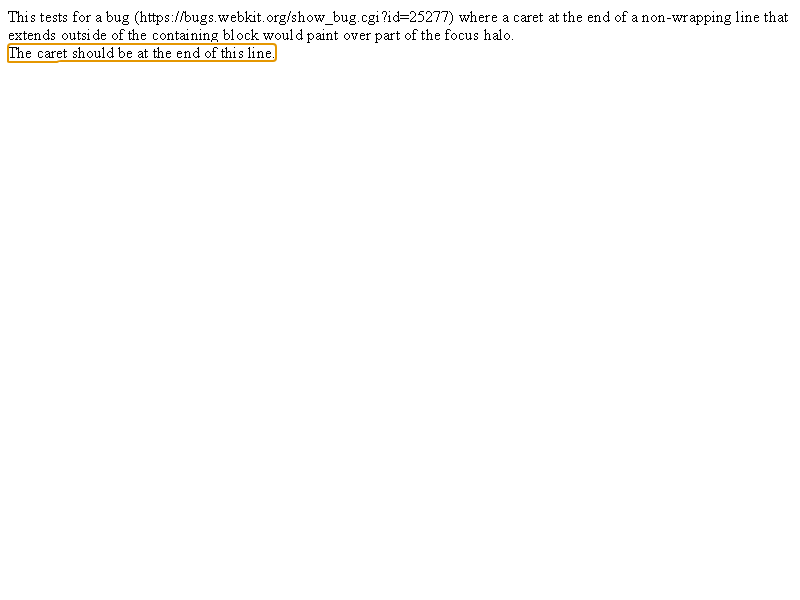 This tests for a bug (https://bugs.webkit.org/show_bug.cgi?id=25277) where a caret at the end of a non-wrapping line that
extends outside of the containing block would paint over part of the focus halo.
The caret should be at the end of this line.